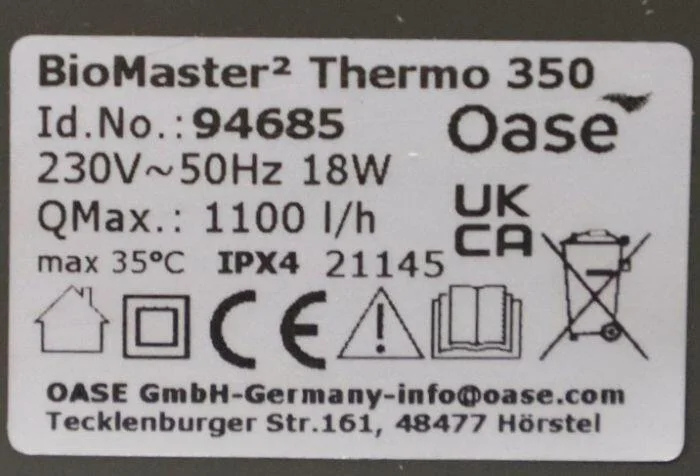 BioMaster² Thermo 350
Id.No.: 94685
Oase
230V~50Hz 18W
QMax.: 1100 l/h
UK
CA
max 35°C IPX4 21145
CE
OASE GmbH-Germany-info@oase.com
Tecklenburger Str.161, 48477 Hörstel